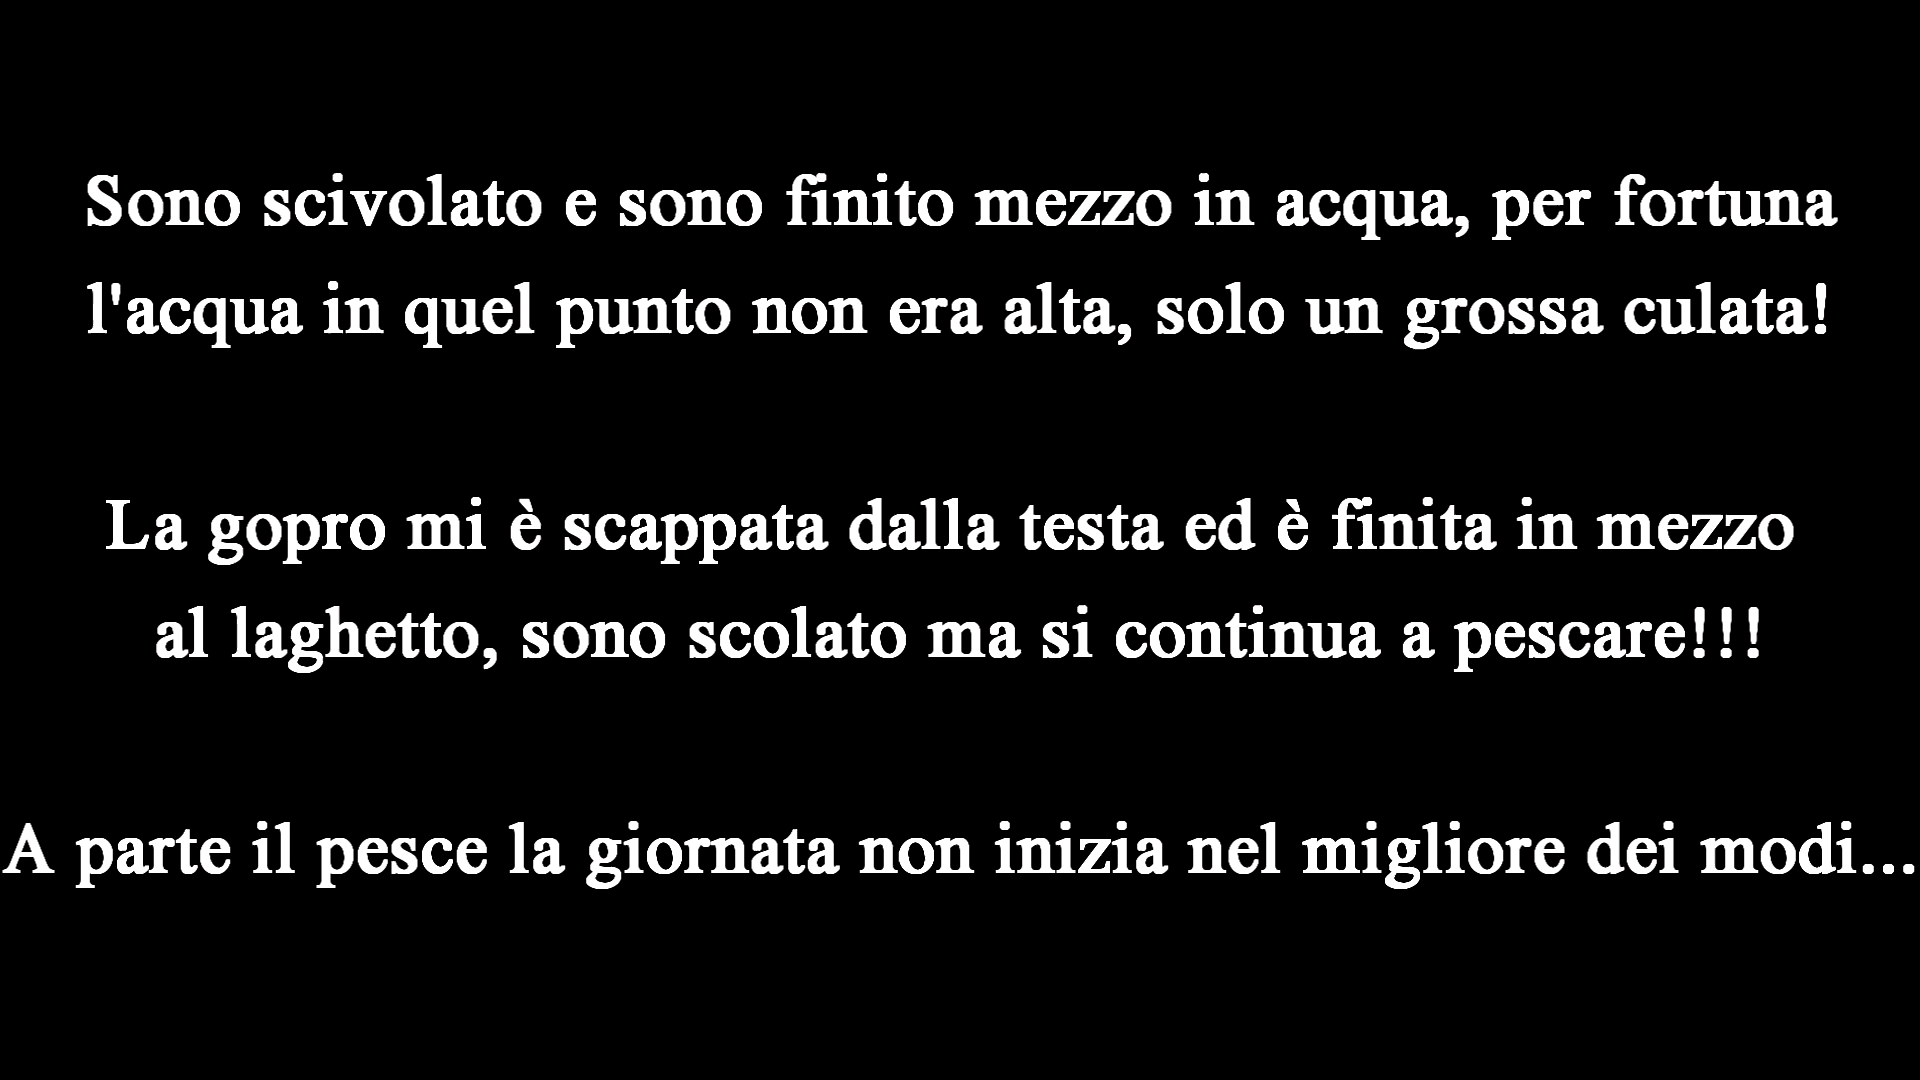 Sono scivolato e sono finito mezzo in acqua, per fortuna
l'acqua in quel punto non era alta, solo un grossa culata!
La gopro mi è scappata dalla testa ed è finita in mezzo
al laghetto, sono scolato ma si continua a pescare!!!
A parte il pesce la giornata non inizia nel migliore dei modi...